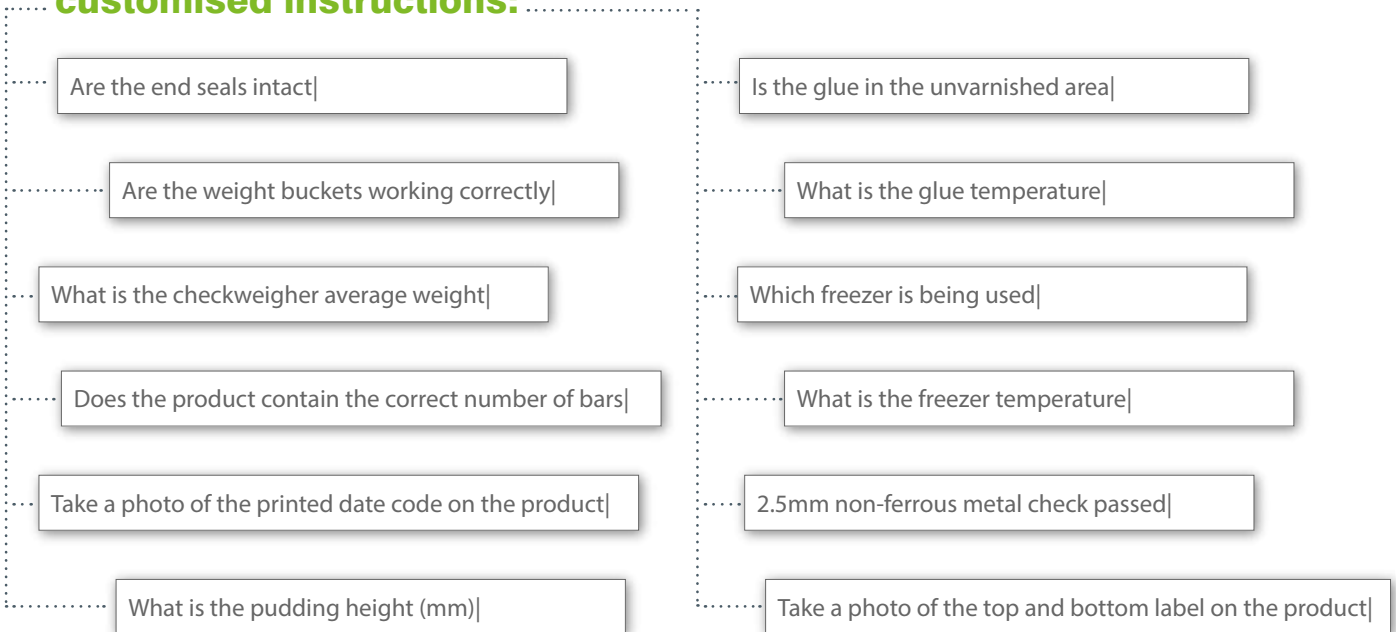 customised instructions:
Are the end seals intact|
Are the weight buckets working correctly|
What is the checkweigher average weight|
Does the product contain the correct number of bars|
Take a photo of the printed date code on the product|
What is the pudding height (mm)|
Is the glue in the unvarnished area|
What is the glue temperature|
Which freezer is being used|
What is the freezer temperature|
2.5mm non-ferrous metal check passed|
Take a photo of the top and bottom label on the product|